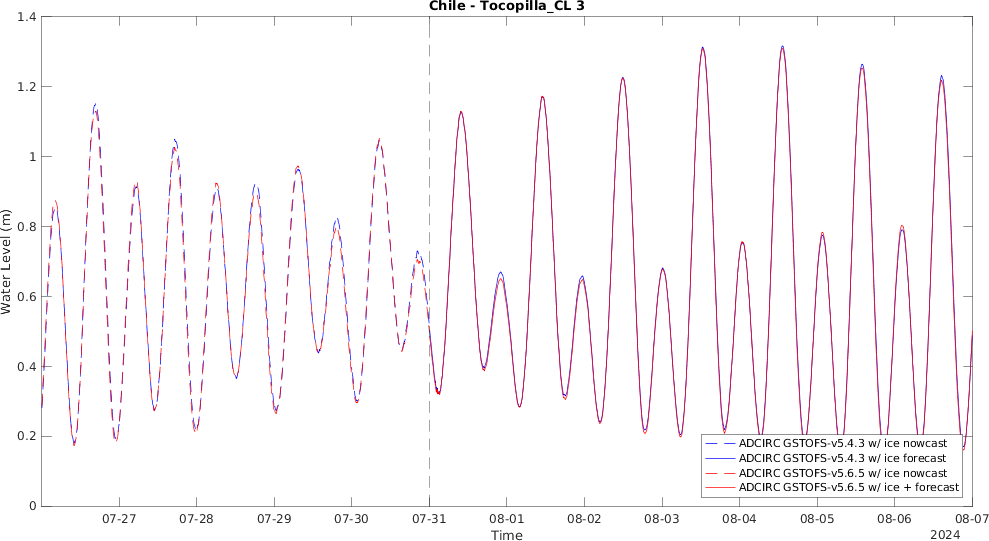 Chile - Tocopilla_CL 3
Water Level (m)
1.4
1.2
1
0.8
0.6
0.4
0.2
0
ADCIRC GSTOFS-v5.4.3 w/ ice nowcast
ADCIRC GSTOFS-v5.4.3 w/ ice forecast
ADCIRC GSTOFS-v5.6.5 w/ ice nowcast
ADCIRC GSTOFS-v5.6.5 w/ ice + forecast
07-27 07-28 07-29 07-30 07-31 08-01 08-02 08-03 08-04 08-05 08-06 08-07
Time
2024